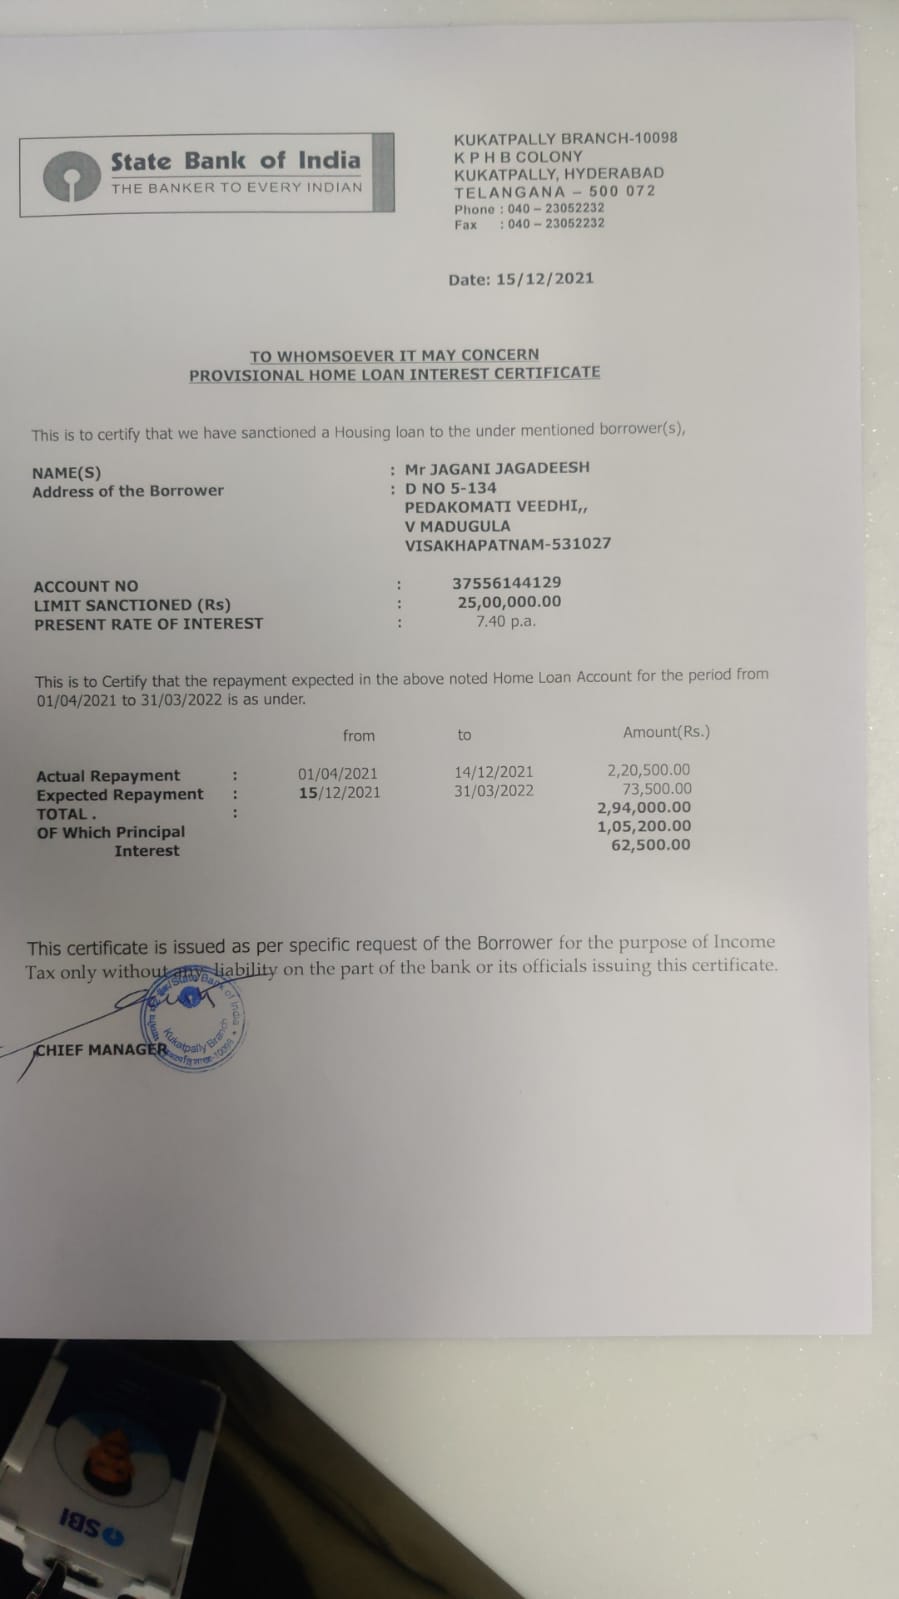 State Bank of India
THE BANKER TO EVERY INDIAN
KUKATPALLY BRANCH-10098
K P H B COLONY
KUKATPALLY, HYDERABAD
TELANGANA – 500 072
Phone : 040 – 23052232
Fax : 040 – 23052232
Date: 15/12/2021
TO WHOMSOEVER IT MAY CONCERN
PROVISIONAL HOME LOAN INTEREST CERTIFICATE
This is to certify that we have sanctioned a Housing loan to the under mentioned borrower(s),
NAME(S) : Mr JAGANI JAGADEESH
Address of the Borrower : D NO 5-134
PEDAKOMATI VEEDHI,,
V MADUGULA
VISAKHAPATNAM-531027
ACCOUNT NO : 37556144129
LIMIT SANCTIONED (Rs) : 25,00,000.00
PRESENT RATE OF INTEREST : 7.40 p.a.
This is to Certify that the repayment expected in the above noted Home Loan Account for the period from
01/04/2021 to 31/03/2022 is as under.
from to Amount(Rs.)
Actual Repayment : 01/04/2021 14/12/2021 2,20,500.00
Expected Repayment : 15/12/2021 31/03/2022 73,500.00
TOTAL . : 2,94,000.00
OF Which Principal 1,05,200.00
Interest 62,500.00
This certificate is issued as per specific request of the Borrower for the purpose of Income
Tax only without any liability on the part of the bank or its officials issuing this certificate.
State Bank of India
Kukatpally Branch
10098
CHIEF MANAGER
SBI